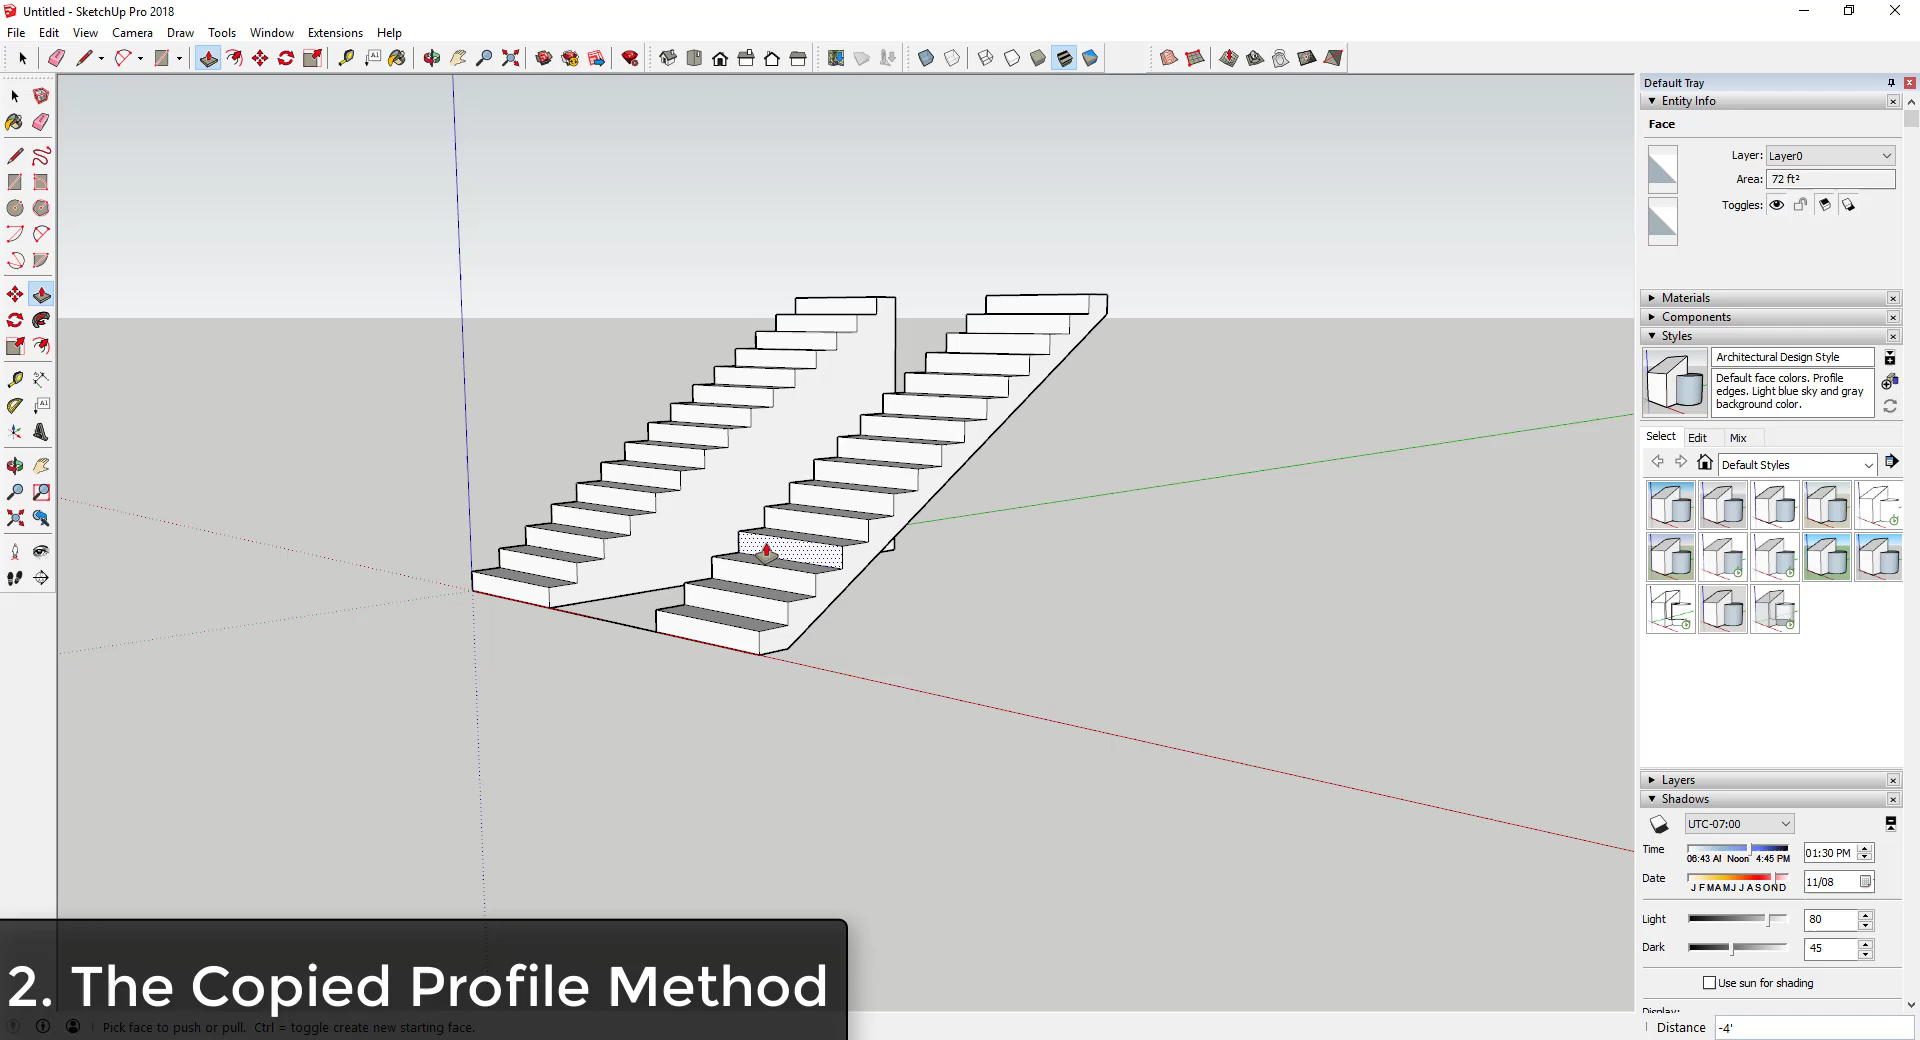 Untitled - SketchUp Pro 2018
File Edit View Camera Draw Tools Window Extensions Help
Default Tray
Entity Info
Face
Layer: Layer0
Area: 72 ft²
Toggles:
Materials
Components
Styles
Architectural Design Style
Default face colors. Profile
edges. Light blue sky and gray
background color.
Select Edit Mix
Default Styles
Layers
Shadows
UTC-07:00
Time 06:43 AI Noon 4:45 PM 01:30 PM
Date J F M A M J J A S O N D 11/08
Light 80
Dark 45
Use sun for shading
Display:
2. The Copied Profile Method
Pick face to push or pull. Ctrl = toggle create new starting face.
Distance -4'